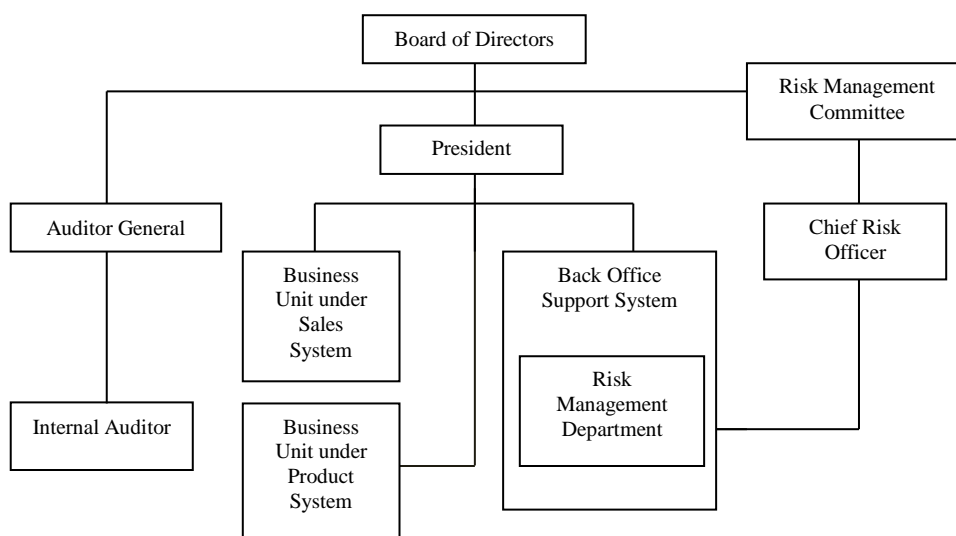 Board of Directors
Risk Management
Committee
President
Auditor General
Chief Risk
Officer
Business
Unit under
Sales
System
Back Office
Support System
Risk
Management
Department
Internal Auditor
Business
Unit under
Product
System